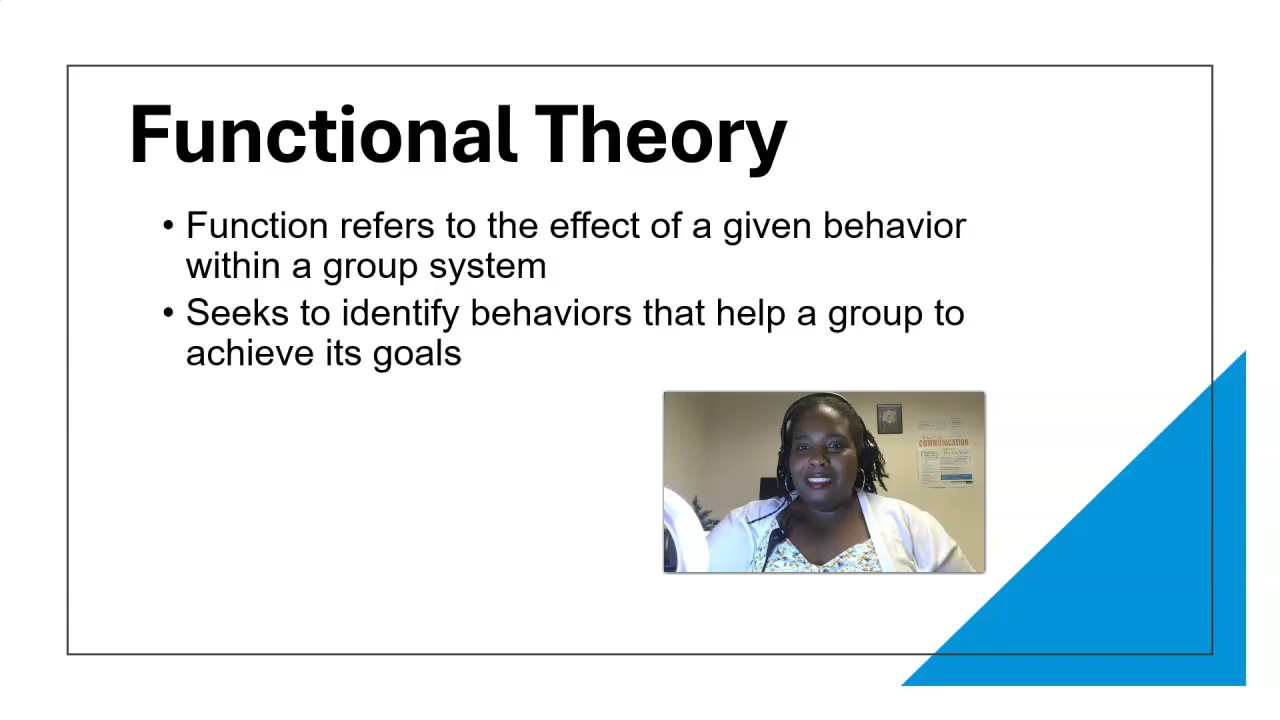 Functional Theory
• Function refers to the effect of a given behavior
within a group system
• Seeks to identify behaviors that help a group to
achieve its goals
COMMUNICATION